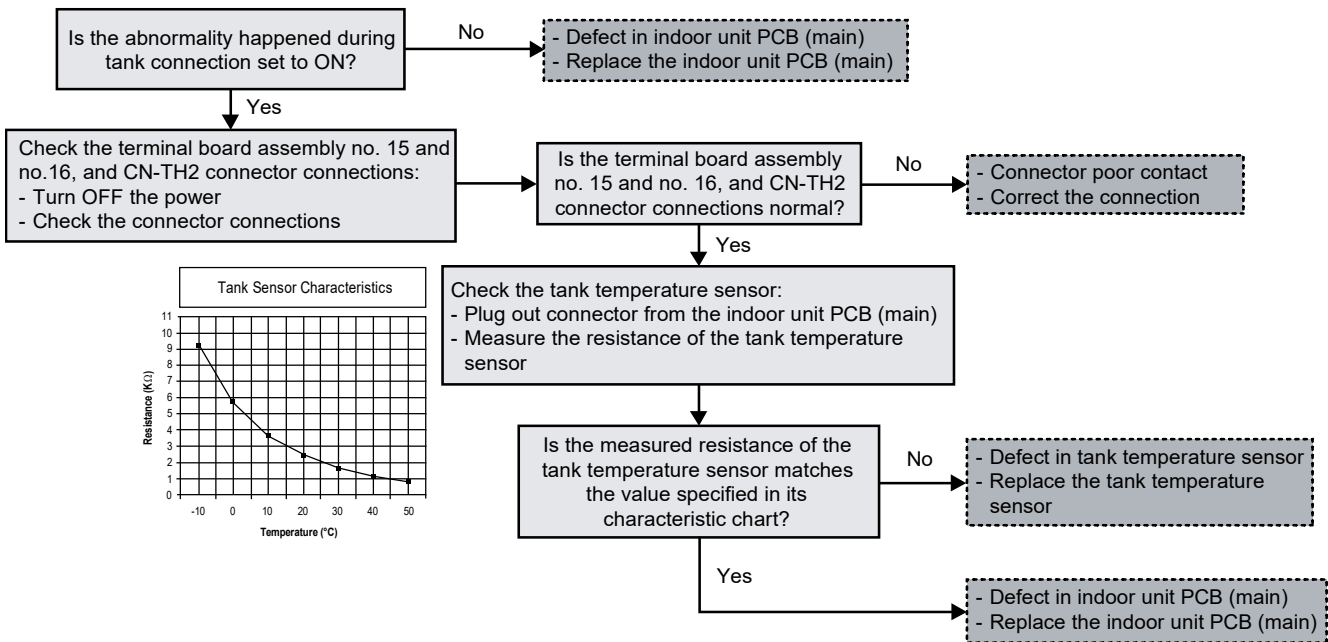 Is the abnormality happened during
tank connection set to ON?
No
- Defect in indoor unit PCB (main)
- Replace the indoor unit PCB (main)
Yes
Check the terminal board assembly no. 15 and
no.16, and CN-TH2 connector connections:
- Turn OFF the power
- Check the connector connections
Is the terminal board assembly
no. 15 and no. 16, and CN-TH2
connector connections normal?
No
- Connector poor contact
- Correct the connection
Yes
Check the tank temperature sensor:
- Plug out connector from the indoor unit PCB (main)
- Measure the resistance of the tank temperature
sensor
Tank Sensor Characteristics
Resistance (KΩ)
11
10
9
8
7
6
5
4
3
2
1
0
-10 0 10 20 30 40 50
Temperature (°C)
Is the measured resistance of the
tank temperature sensor matches
the value specified in its
characteristic chart?
No
- Defect in tank temperature sensor
- Replace the tank temperature
sensor
Yes
- Defect in indoor unit PCB (main)
- Replace the indoor unit PCB (main)